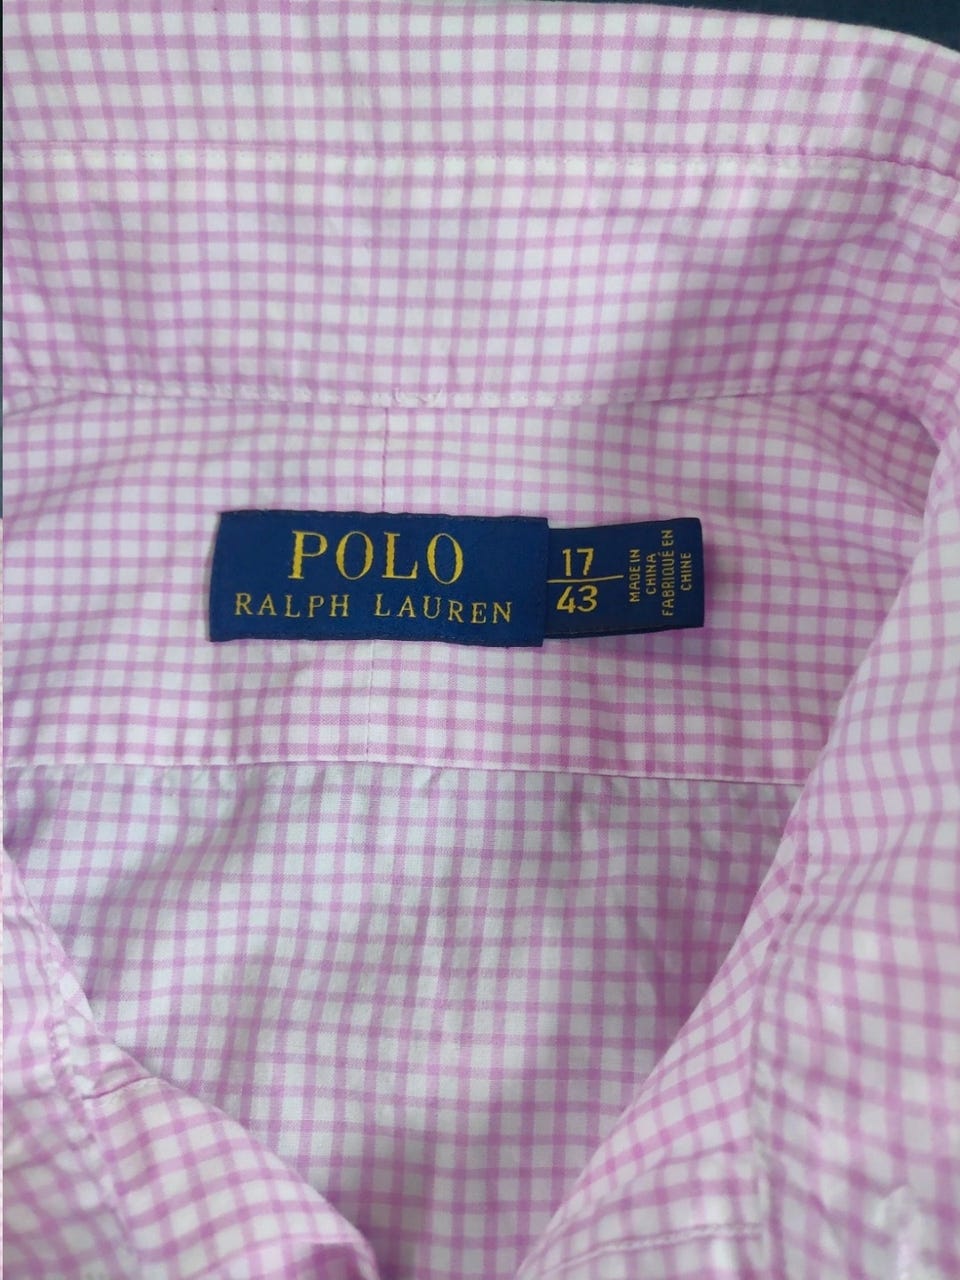 POLO
RALPH LAUREN
17
43
MADE IN
CHINA
FABRIQUÉ EN
CHINE